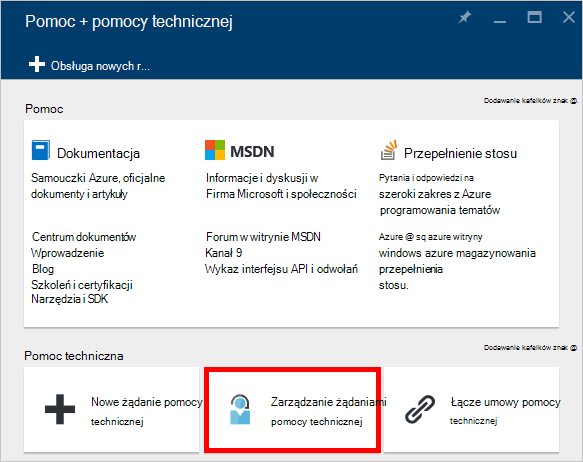 Pomoc + pomocy technicznej
Obsługa nowych r...
Dodawanie kafelków znak @.
Pomoc
Dokumentacja
Samouczki Azure, oficjalne
dokumenty i artykuły
Centrum dokumentów
Wprowadzenie
Blog
Szkoleń i certyfikacji
Narzędzia i SDK
MSDN
Informacje i dyskusji w
Firma Microsoft i społeczności
Forum w witrynie MSDN
Kanał 9
Wykaz interfejsu API i odwołań
Przepełnienie stosu
Pytania i odpowiedzi na
szeroki zakres z Azure
programowania tematów
Azure @ są azure witryny
windows azure magazynowania
przepełnienia
stosu.
Dodawanie kafelków znak @.
Pomoc techniczna
Nowe żądanie pomocy
technicznej
Zarządzanie żądaniami
pomocy technicznej
Łącze umowy pomocy
technicznej